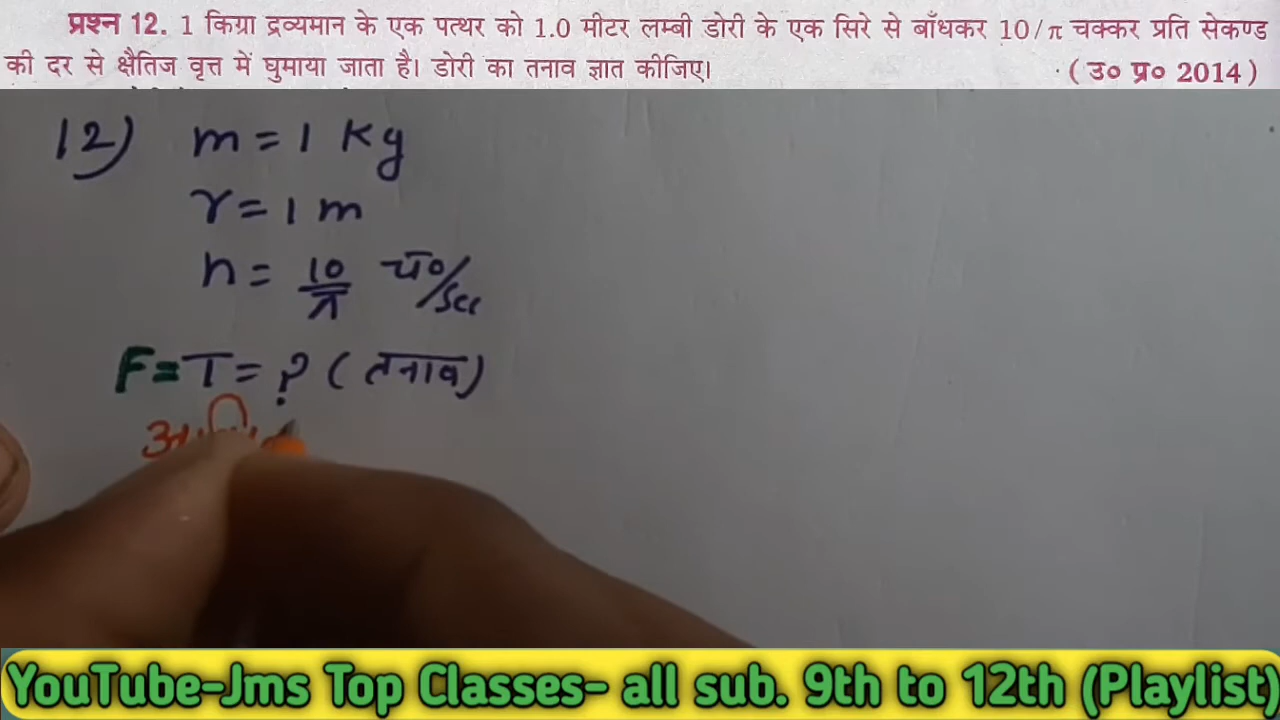 प्रश्न 12. 1 किग्रा द्रव्यमान के एक पत्थर को 1.0 मीटर लम्बी डोरी के एक सिरे से बाँधकर 10/π चक्कर प्रति सेकण्ड
की दर से क्षैतिज वृत्त में घुमाया जाता है। डोरी का तनाव ज्ञात कीजिए। ( उ० प्र० 2014 )
12) m = 1 Kg
r = 1 m
n = 10/π च०/Sec
F = T = ? ( तनाव )
YouTube-Jms Top Classes- all sub. 9th to 12th (Playlist)